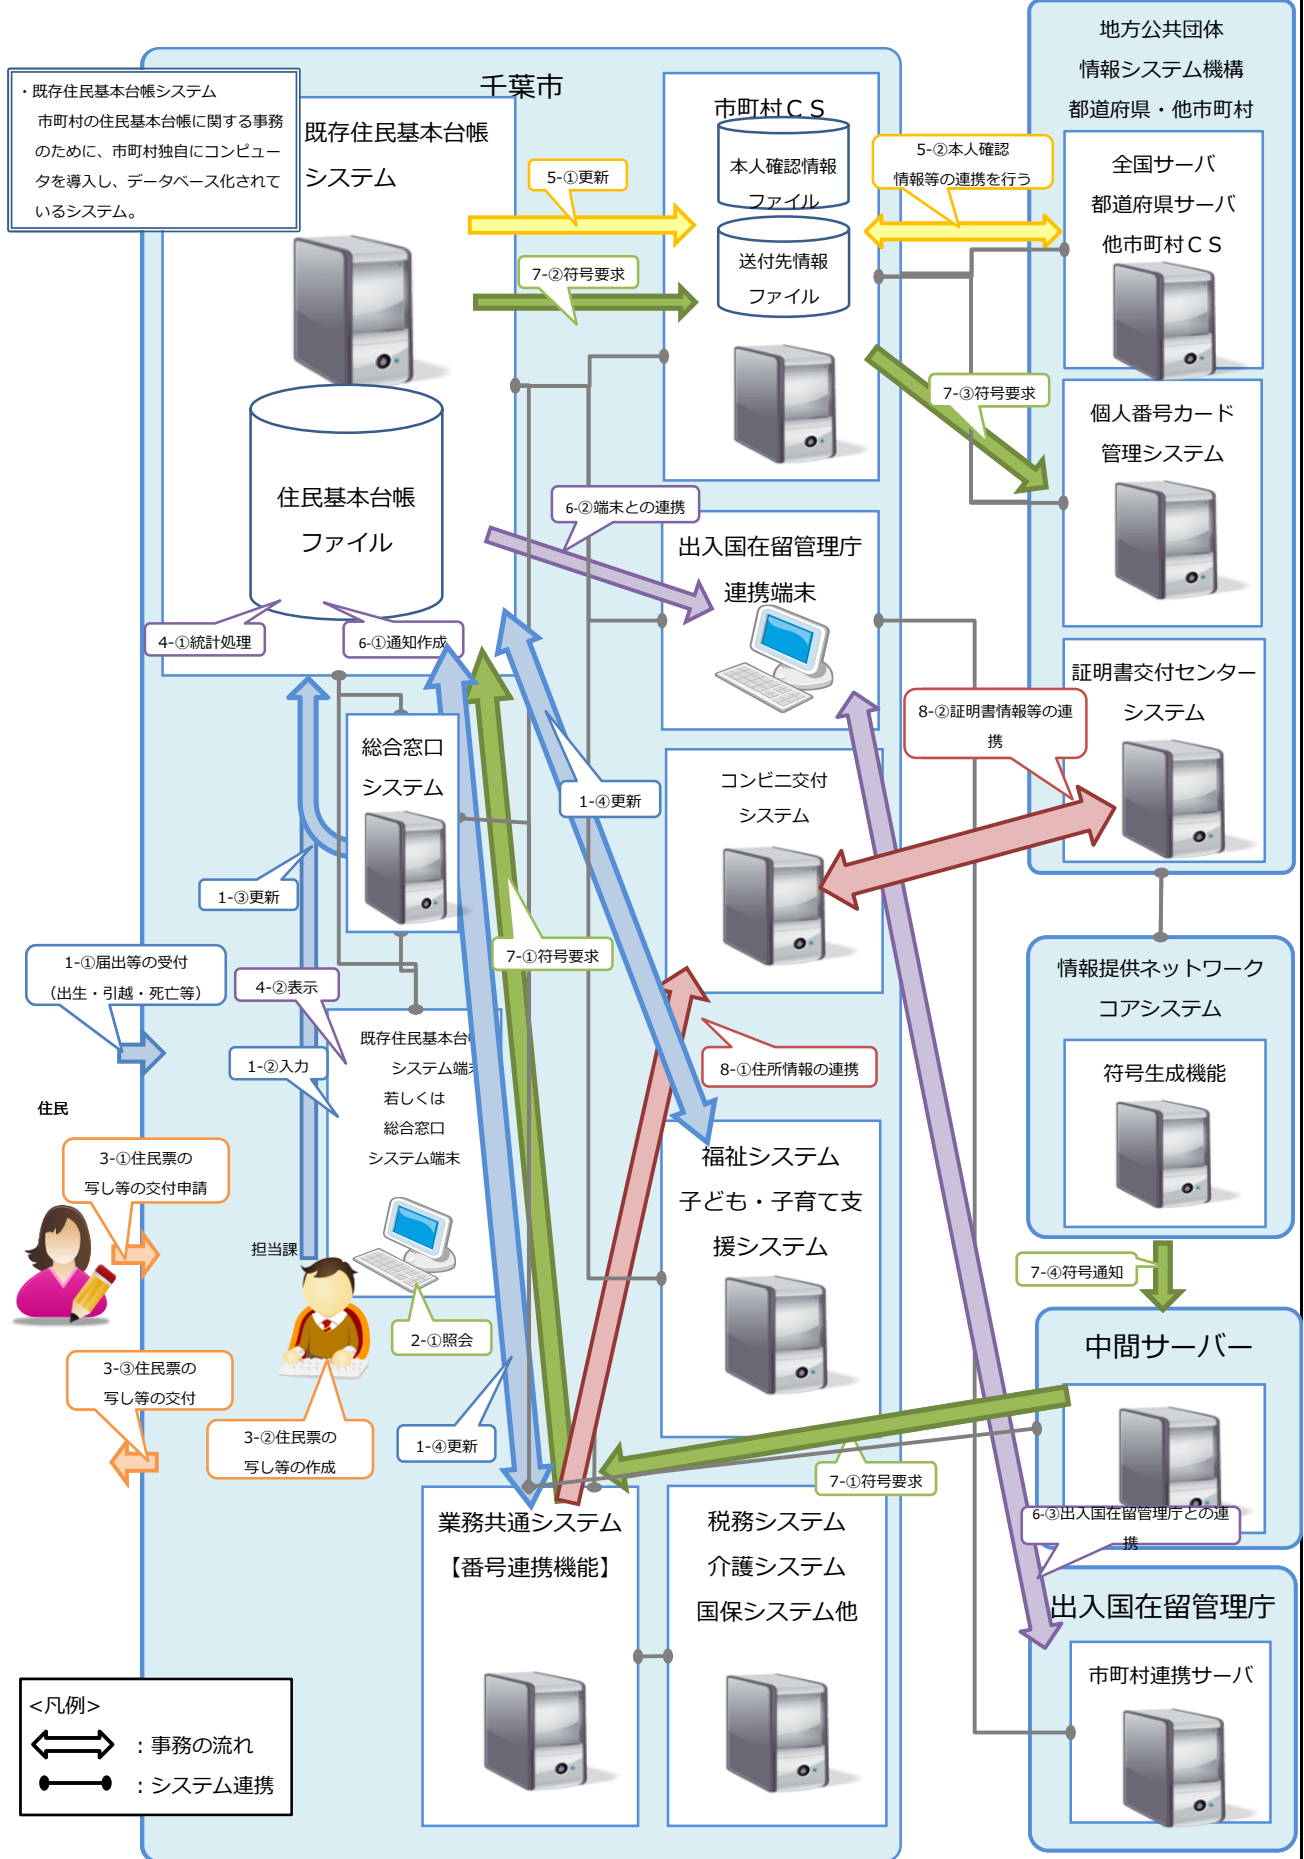 千葉市
・既存住民基本台帳システム
市町村の住民基本台帳に関する事務
のために、市町村独自にコンピュー
タを導入し、データベース化されて
いるシステム。
既存住民基本台帳
システム
5-①更新
7-②符号要求
住民基本台帳
ファイル
4-①統計処理
6-①通知作成
市町村ＣＳ
本人確認情報
ファイル
送付先情報
ファイル
5-②本人確認
情報等の連携を行う
7-③符号要求
地方公共団体
情報システム機構
都道府県・他市町村
全国サーバ
都道府県サーバ
他市町村ＣＳ
個人番号カード
管理システム
証明書交付センター
システム
6-②端末との連携
出入国在留管理庁
連携端末
8-②証明書情報等の連
携
総合窓口
システム
1-④更新
コンビニ交付
システム
1-③更新
7-①符号要求
1-①届出等の受付
（出生・引越・死亡等）
4-②表示
1-②入力
既存住民基本台
システム端
若しくは
総合窓口
システム端末
8-①住所情報の連携
情報提供ネットワーク
コアシステム
符号生成機能
住民
3-①住民票の
写し等の交付申請
担当課
2-①照会
福祉システム
子ども・子育て支
援システム
7-④符号通知
中間サーバー
3-③住民票の
写し等の交付
3-②住民票の
写し等の作成
1-④更新
7-①符号要求
6-③出入国在留管理庁との連
携
業務共通システム
【番号連携機能】
税務システム
介護システム
国保システム他
出入国在留管理庁
市町村連携サーバ
<凡例>
：事務の流れ
：システム連携